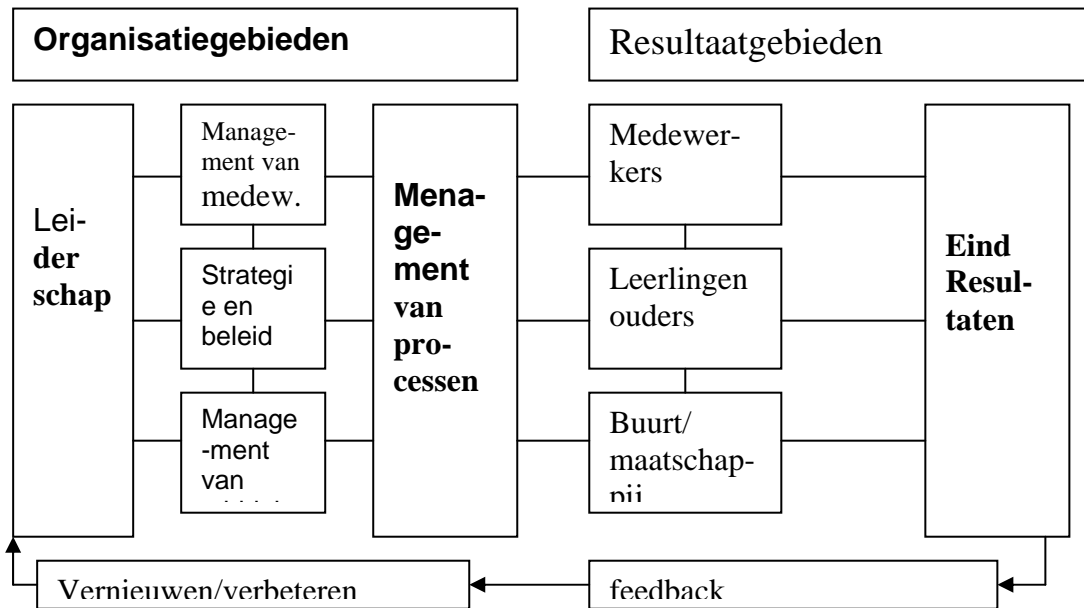 Organisatiegebieden
Resultaatgebieden
Lei-
der
schap
Manage-
ment van
medew.
Strategi
e en
beleid
Manage
-ment
van
Mena-
ge-
ment
van
pro-
cessen
Medewer-
kers
Leerlingen
ouders
Buurt/
maatschap-
pij
Eind
Resul-
taten
Vernieuwen/verbeteren
feedback